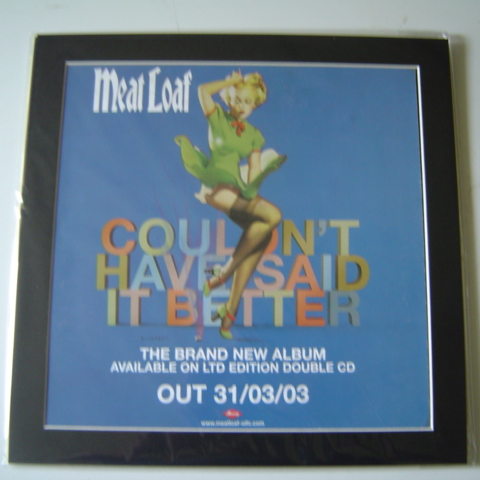 Meat Loaf
COULDN'T
HAVE SAID
IT BETTER
THE BRAND NEW ALBUM
AVAILABLE ON LTD EDITION DOUBLE CD
OUT 31/03/03